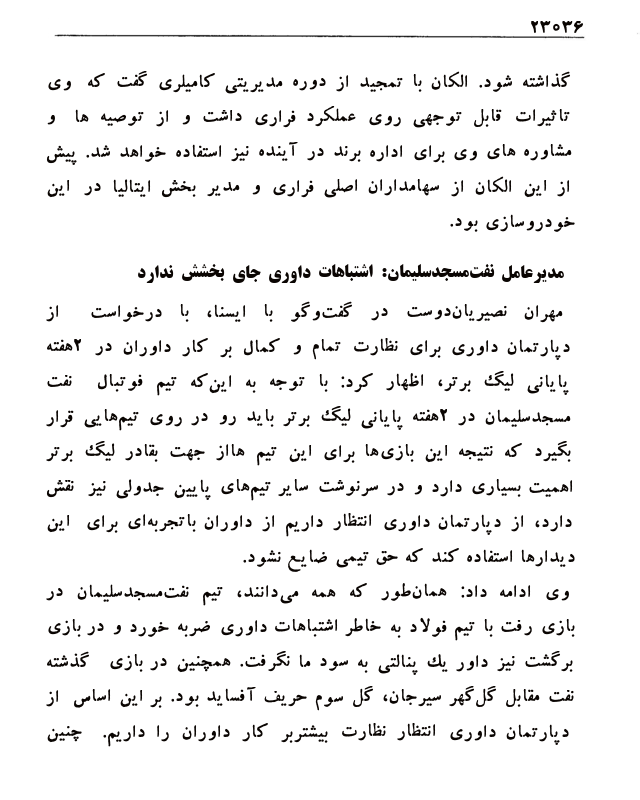 ۲۳۰۳۶
گذاشته شود. الکان با تمجید از دوره مدیریتی کامیلری گفت که وی
تاثیرات قابل توجهی روی عملکرد فراری داشت و از توصیه ها و
مشاوره های وی برای اداره برند در آینده نیز استفاده خواهد شد. پیش
از این الکان از سهامداران اصلی فراری و مدیر بخش ایتالیا در این
خودروسازی بود.
مدیرعامل نفت‌مسجدسلیمان: اشتباهات داوری جای بخشش ندارد
مهران نصیریان‌دوست در گفت‌وگو با ایسنا، با درخواست از
دپارتمان داوری برای نظارت تمام و کمال بر کار داوران در ۲هفته
پایانی لیگ برتر، اظهار کرد: با توجه به این‌که تیم فوتبال نفت
مسجدسلیمان در ۲هفته پایانی لیگ برتر باید رو در روی تیم‌هایی قرار
بگیرد که نتیجه این بازی‌ها برای این تیم هااز جهت بقادر لیگ برتر
اهمیت بسیاری دارد و در سرنوشت سایر تیم‌های پایین جدولی نیز نقش
دارد، از دپارتمان داوری انتظار داریم از داوران باتجربه‌ای برای این
دیدارها استفاده کند که حق تیمی ضایع نشود.
وی ادامه داد: همان‌طور که همه می‌دانند، تیم نفت‌مسجدسلیمان در
بازی رفت با تیم فولاد به خاطر اشتباهات داوری ضربه خورد و در بازی
برگشت نیز داور یك پنالتی به سود ما نگرفت. همچنین در بازی گذشته
نفت مقابل گل‌گهر سیرجان، گل سوم حریف آفساید بود. بر این اساس از
دپارتمان داوری انتظار نظارت بیشتربر کار داوران را داریم. چنین